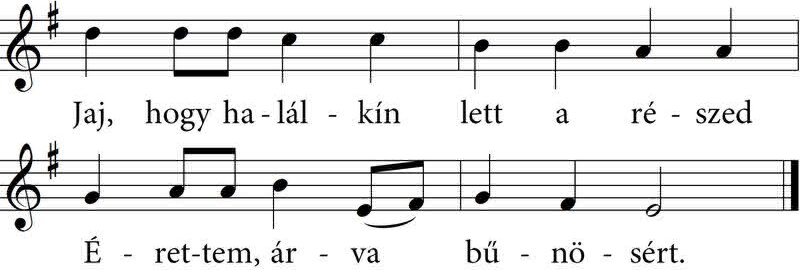 Jaj, hogy ha - lál - kín lett a ré - szed
É - ret-tem, ár - va bű - nö - sért.